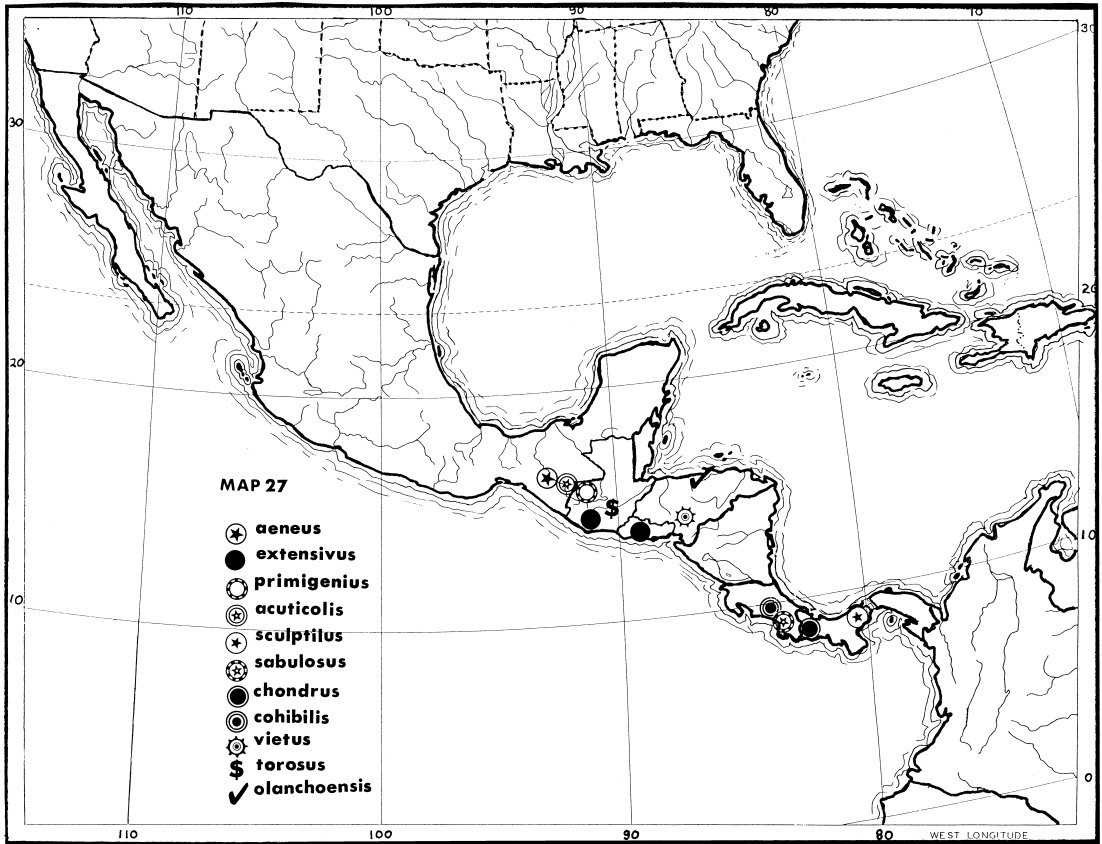 110 100 90 80 70
30
30
20
20
10
10
0
MAP 27
aeneus
extensivus
primigenius
acuticolis
sculptilus
sabulosus
chondrus
cohibilis
vietus
$ torosus
olanchoensis
$
110 100 90 80
WEST LONGITUDE